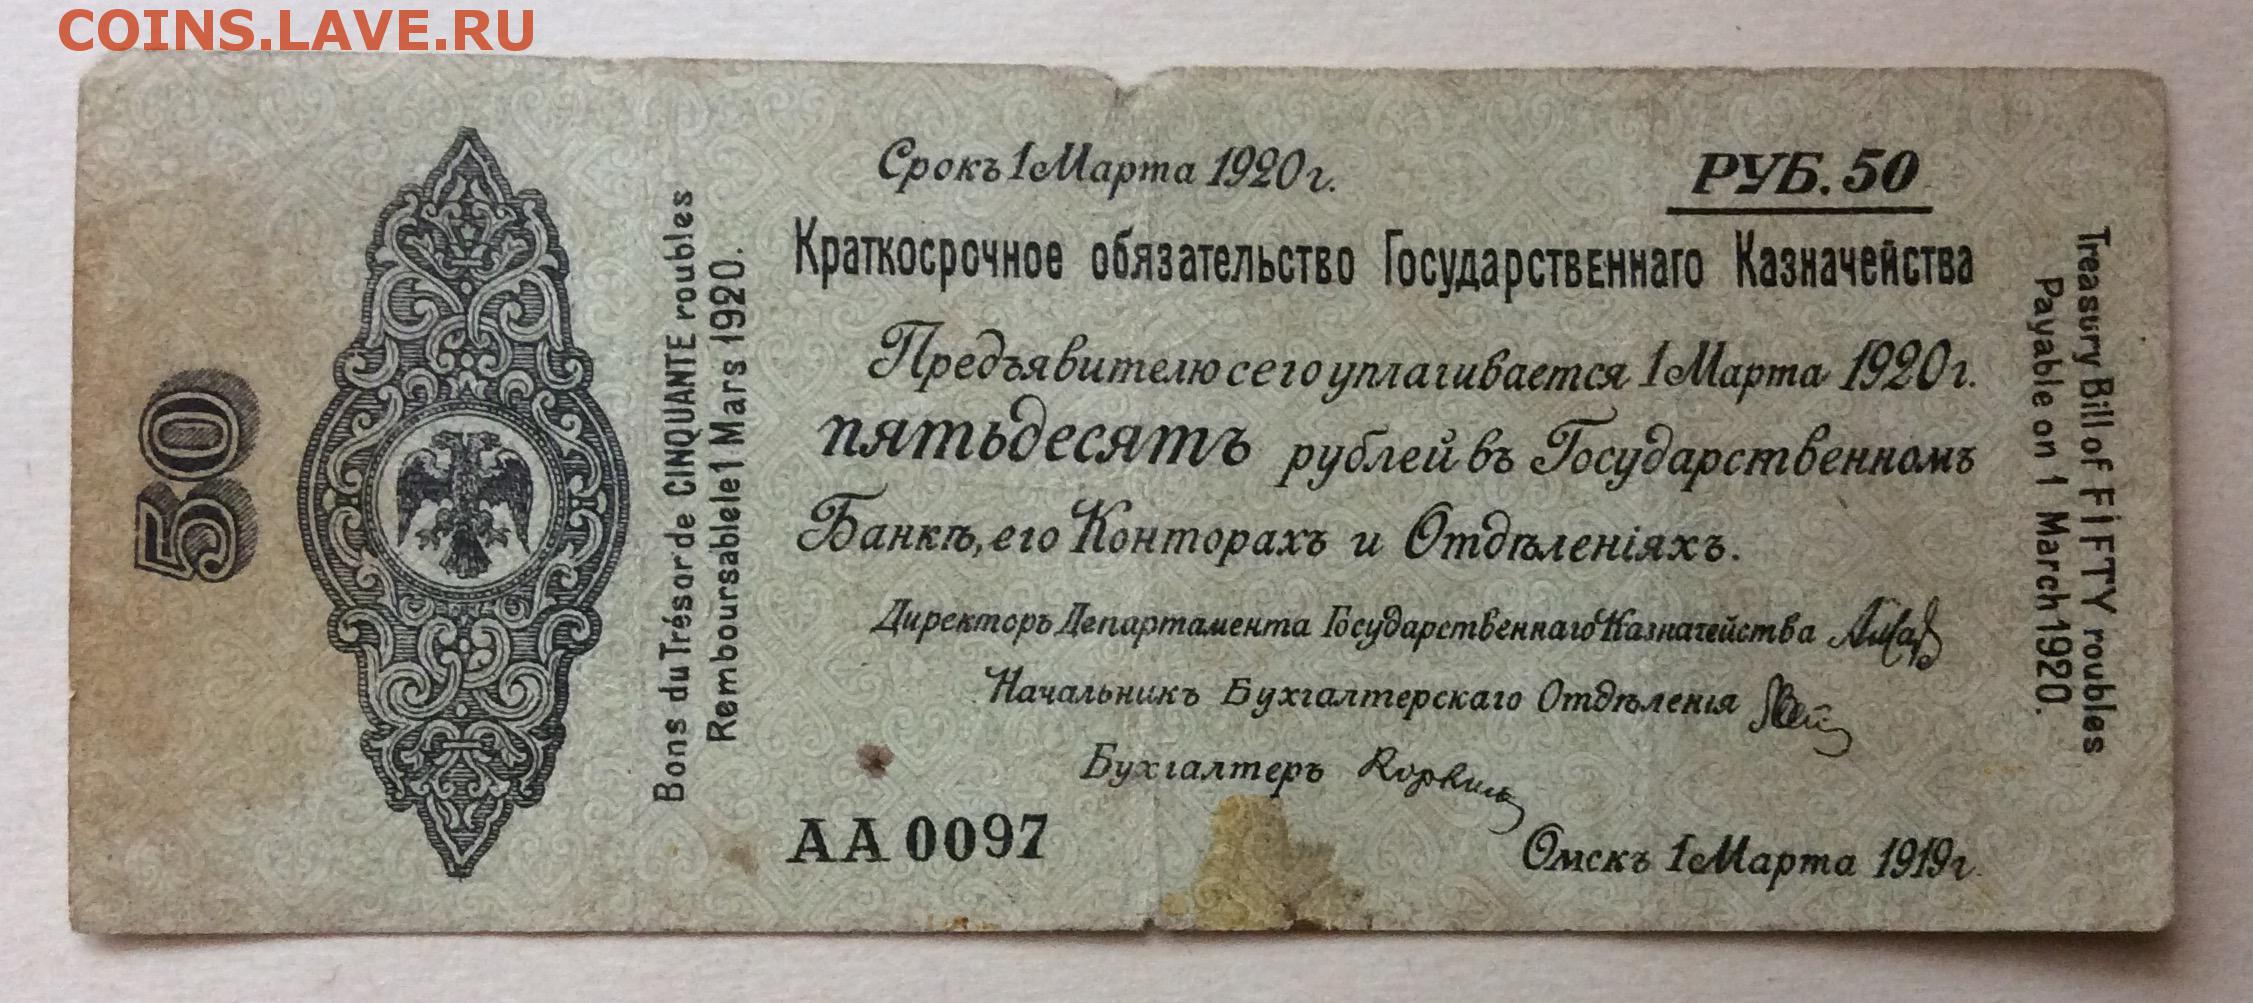 COINS.LAVE.RU
50
Bons du Trésor de CINQUANTE roubles
Remboursable le 1 Mars 1920.
Срокъ 1 Марта 1920 г.
РУБ. 50
Краткосрочное обязательство Государственнаго Казначейства
Предъявителю сего уплачивается 1 Марта 1920 г.
пятьдесятъ рублей въ Государственномъ
Банкѣ, его Конторахъ и Отдѣленіяхъ.
Директоръ Департамента Государственнаго Казначейства
Начальникъ Бухгалтерскаго Отдѣленія
Бухгалтеръ
АА 0097
Омскъ 1 Марта 1919 г.
Treasury Bill of FiFTY roubles
Payable on 1 March 1920.